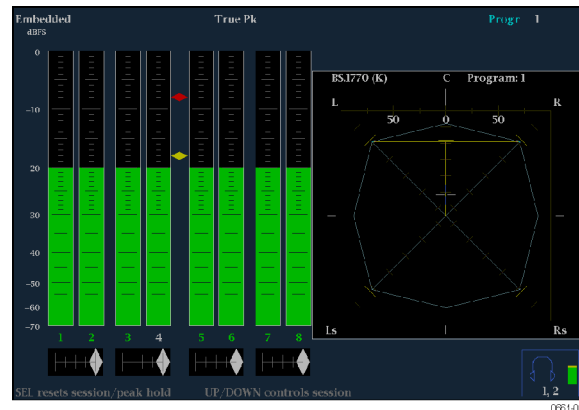 Embedded True Pk Progr 1
dBFS
0
-10
20
30
40
-50
-60
-70
BS.1770 (K) C Program: 1
L R
50 0 50
Ls Rs
1 2 3 4 5 6 7 8
SEL resets session/peak hold UP/DOWN controls session
1, 2